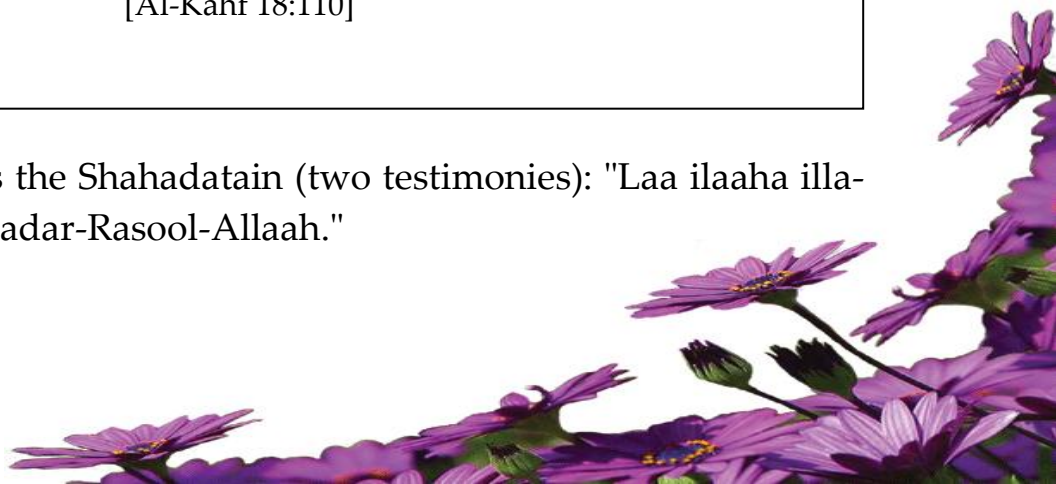 [Al-Kahf 18:110]
s the Shahadatain (two testimonies): "Laa ilaaha illa-
adar-Rasool-Allaah."